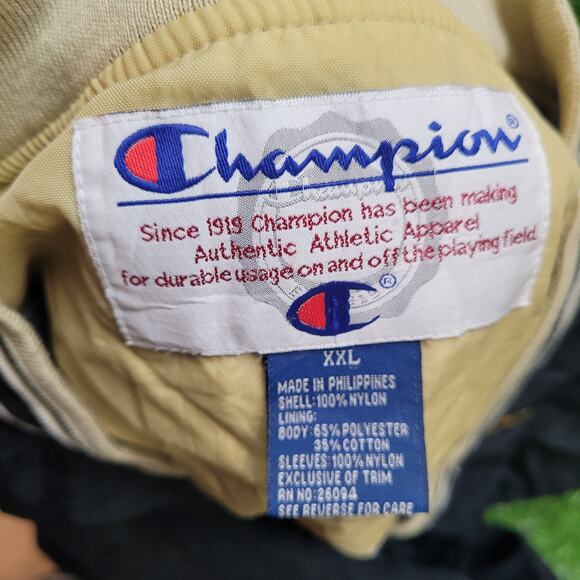 Champion®
Since 1919 Champion has been making
Authentic Athletic Apparel
for durable usage on and off the playing field.
®
XXL
MADE IN PHILIPPINES
SHELL:100% NYLON
LINING:
BODY: 65% POLYESTER
35% COTTON
SLEEVES:100% NYLON
EXCLUSIVE OF TRIM
RN NO:26094
SEE REVERSE FOR CARE